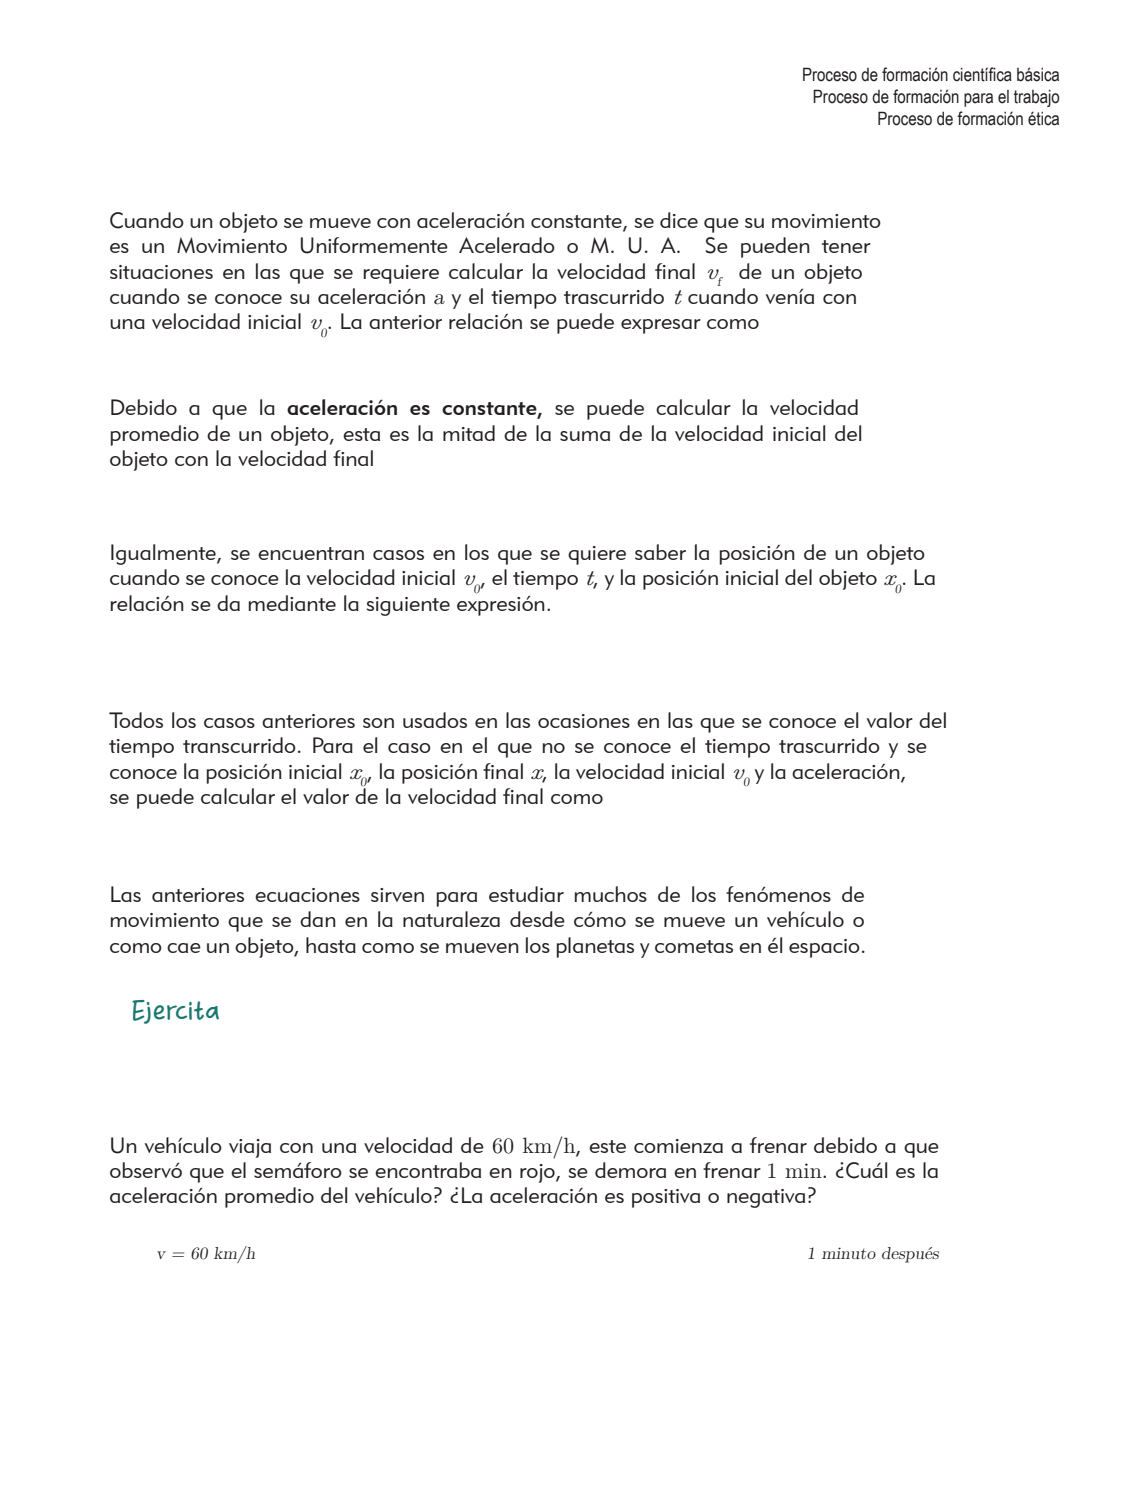 Proceso de formación científica básica
Proceso de formación para el trabajo
Proceso de formación ética
Cuando un objeto se mueve con aceleración constante, se dice que su movimiento
es un Movimiento Uniformemente Acelerado o M. U. A. Se pueden tener
situaciones en las que se requiere calcular la velocidad final v_f de un objeto
cuando se conoce su aceleración a y el tiempo trascurrido t cuando venía con
una velocidad inicial v_0. La anterior relación se puede expresar como
Debido a que la aceleración es constante, se puede calcular la velocidad
promedio de un objeto, esta es la mitad de la suma de la velocidad inicial del
objeto con la velocidad final
Igualmente, se encuentran casos en los que se quiere saber la posición de un objeto
cuando se conoce la velocidad inicial v_0, el tiempo t, y la posición inicial del objeto x_0. La
relación se da mediante la siguiente expresión.
Todos los casos anteriores son usados en las ocasiones en las que se conoce el valor del
tiempo transcurrido. Para el caso en el que no se conoce el tiempo trascurrido y se
conoce la posición inicial x_0, la posición final x, la velocidad inicial v_0 y la aceleración,
se puede calcular el valor de la velocidad final como
Las anteriores ecuaciones sirven para estudiar muchos de los fenómenos de
movimiento que se dan en la naturaleza desde cómo se mueve un vehículo o
como cae un objeto, hasta como se mueven los planetas y cometas en él espacio.
Ejercita
Un vehículo viaja con una velocidad de 60 km/h, este comienza a frenar debido a que
observó que el semáforo se encontraba en rojo, se demora en frenar 1 min. ¿Cuál es la
aceleración promedio del vehículo? ¿La aceleración es positiva o negativa?
v = 60 km/h
1 minuto después